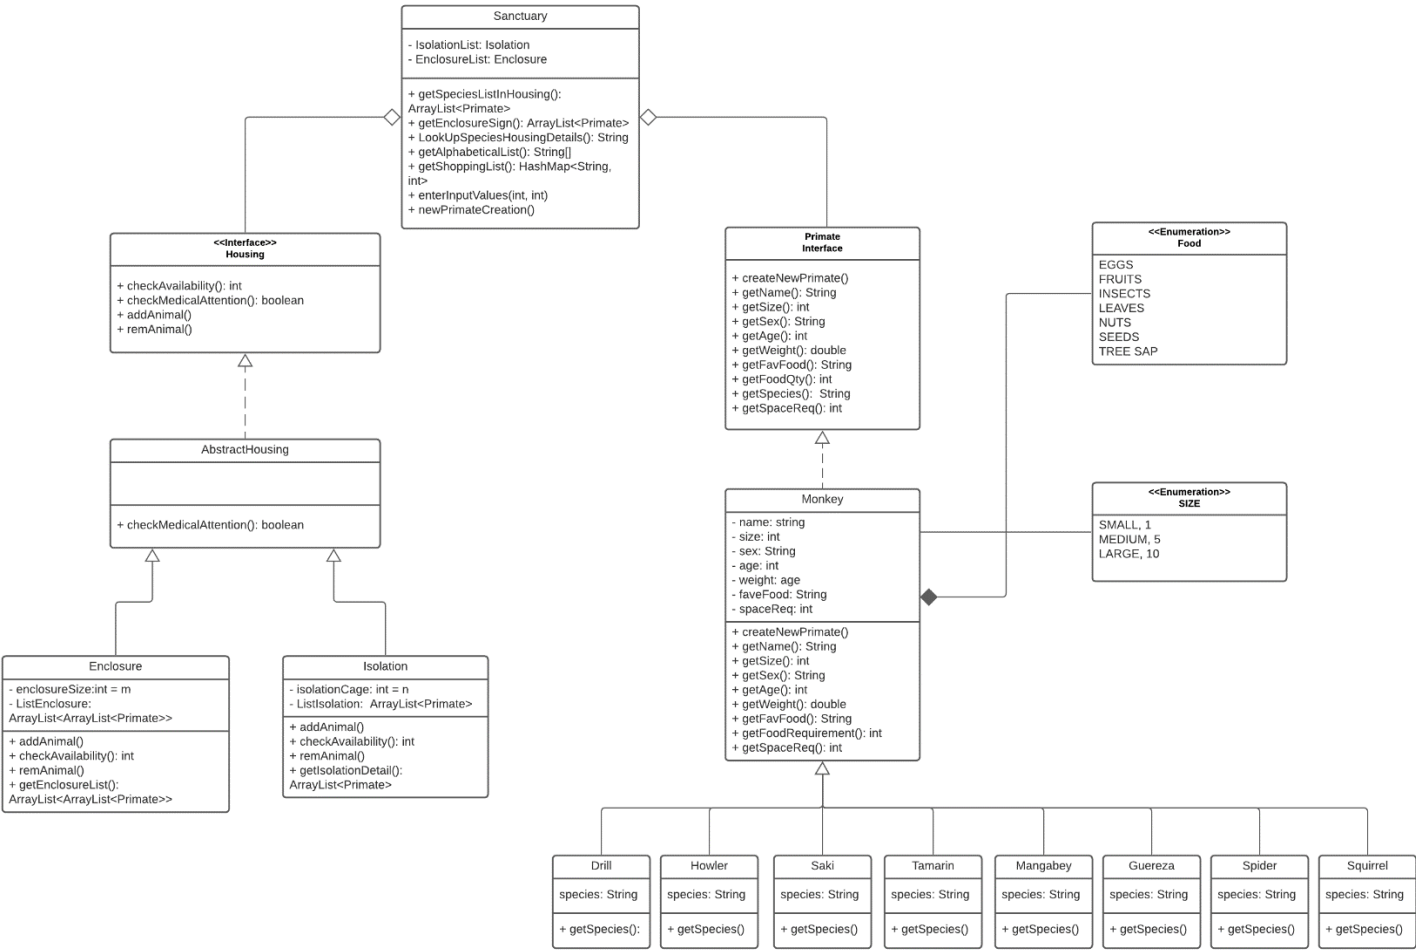 Sanctuary
- IsolationList: Isolation
- EnclosureList: Enclosure
+ getSpeciesListInHousing():
ArrayList<Primate>
+ getEnclosureSign(): ArrayList<Primate>
+ LookUpSpeciesHousingDetails(): String
+ getAlphabeticalList(): String[]
+ getShoppingList(): HashMap<String,
int>
+ enterInputValues(int, int)
+ newPrimateCreation()
<<Interface>>
Housing
+ checkAvailability(): int
+ checkMedicalAttention(): boolean
+ addAnimal()
+ remAnimal()
Primate
Interface
+ createNewPrimate()
+ getName(): String
+ getSize(): int
+ getSex(): String
+ getAge(): int
+ getWeight(): double
+ getFavFood(): String
+ getFoodQty(): int
+ getSpecies():  String
+ getSpaceReq(): int
<<Enumeration>>
Food
EGGS
FRUITS
INSECTS
LEAVES
NUTS
SEEDS
TREE SAP
AbstractHousing
+ checkMedicalAttention(): boolean
Monkey
- name: string
- size: int
- sex: String
- age: int
- weight: age
- faveFood: String
- spaceReq: int
+ createNewPrimate()
+ getName(): String
+ getSize(): int
+ getSex(): String
+ getAge(): int
+ getWeight(): double
+ getFavFood(): String
+ getFoodRequirement(): int
+ getSpaceReq(): int
<<Enumeration>>
SIZE
SMALL, 1
MEDIUM, 5
LARGE, 10
Enclosure
- enclosureSize:int = m
- ListEnclosure:
ArrayList<ArrayList<Primate>>
+ addAnimal()
+ checkAvailability(): int
+ remAnimal()
+ getEnclosureList():
ArrayList<ArrayList<Primate>>
Isolation
- isolationCage: int = n
- ListIsolation:  ArrayList<Primate>
+ addAnimal()
+ checkAvailability(): int
+ remAnimal()
+ getIsolationDetail():
ArrayList<Primate>
Drill
species: String
+ getSpecies():
Howler
species: String
+ getSpecies()
Saki
species: String
+ getSpecies()
Tamarin
species: String
+ getSpecies()
Mangabey
species: String
+ getSpecies()
Guereza
species: String
+ getSpecies()
Spider
species: String
+ getSpecies()
Squirrel
species: String
+ getSpecies()